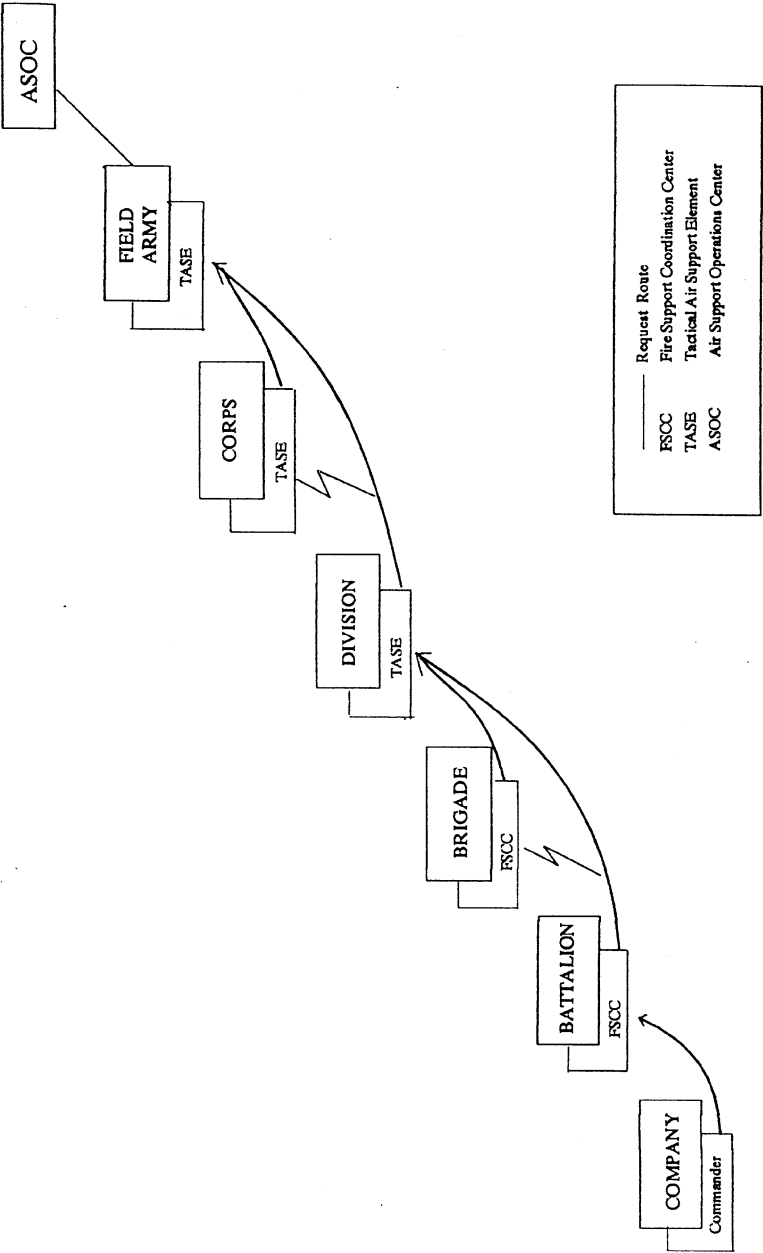 ASOC
FIELD
ARMY
TASE
CORPS
TASE
DIVISION
TASE
BRIGADE
FSCC
BATTALION
FSCC
COMPANY
Commander
Request Route
FSCC Fire Support Coordination Center
TASE Tactical Air Support Element
ASOC Air Support Operations Center